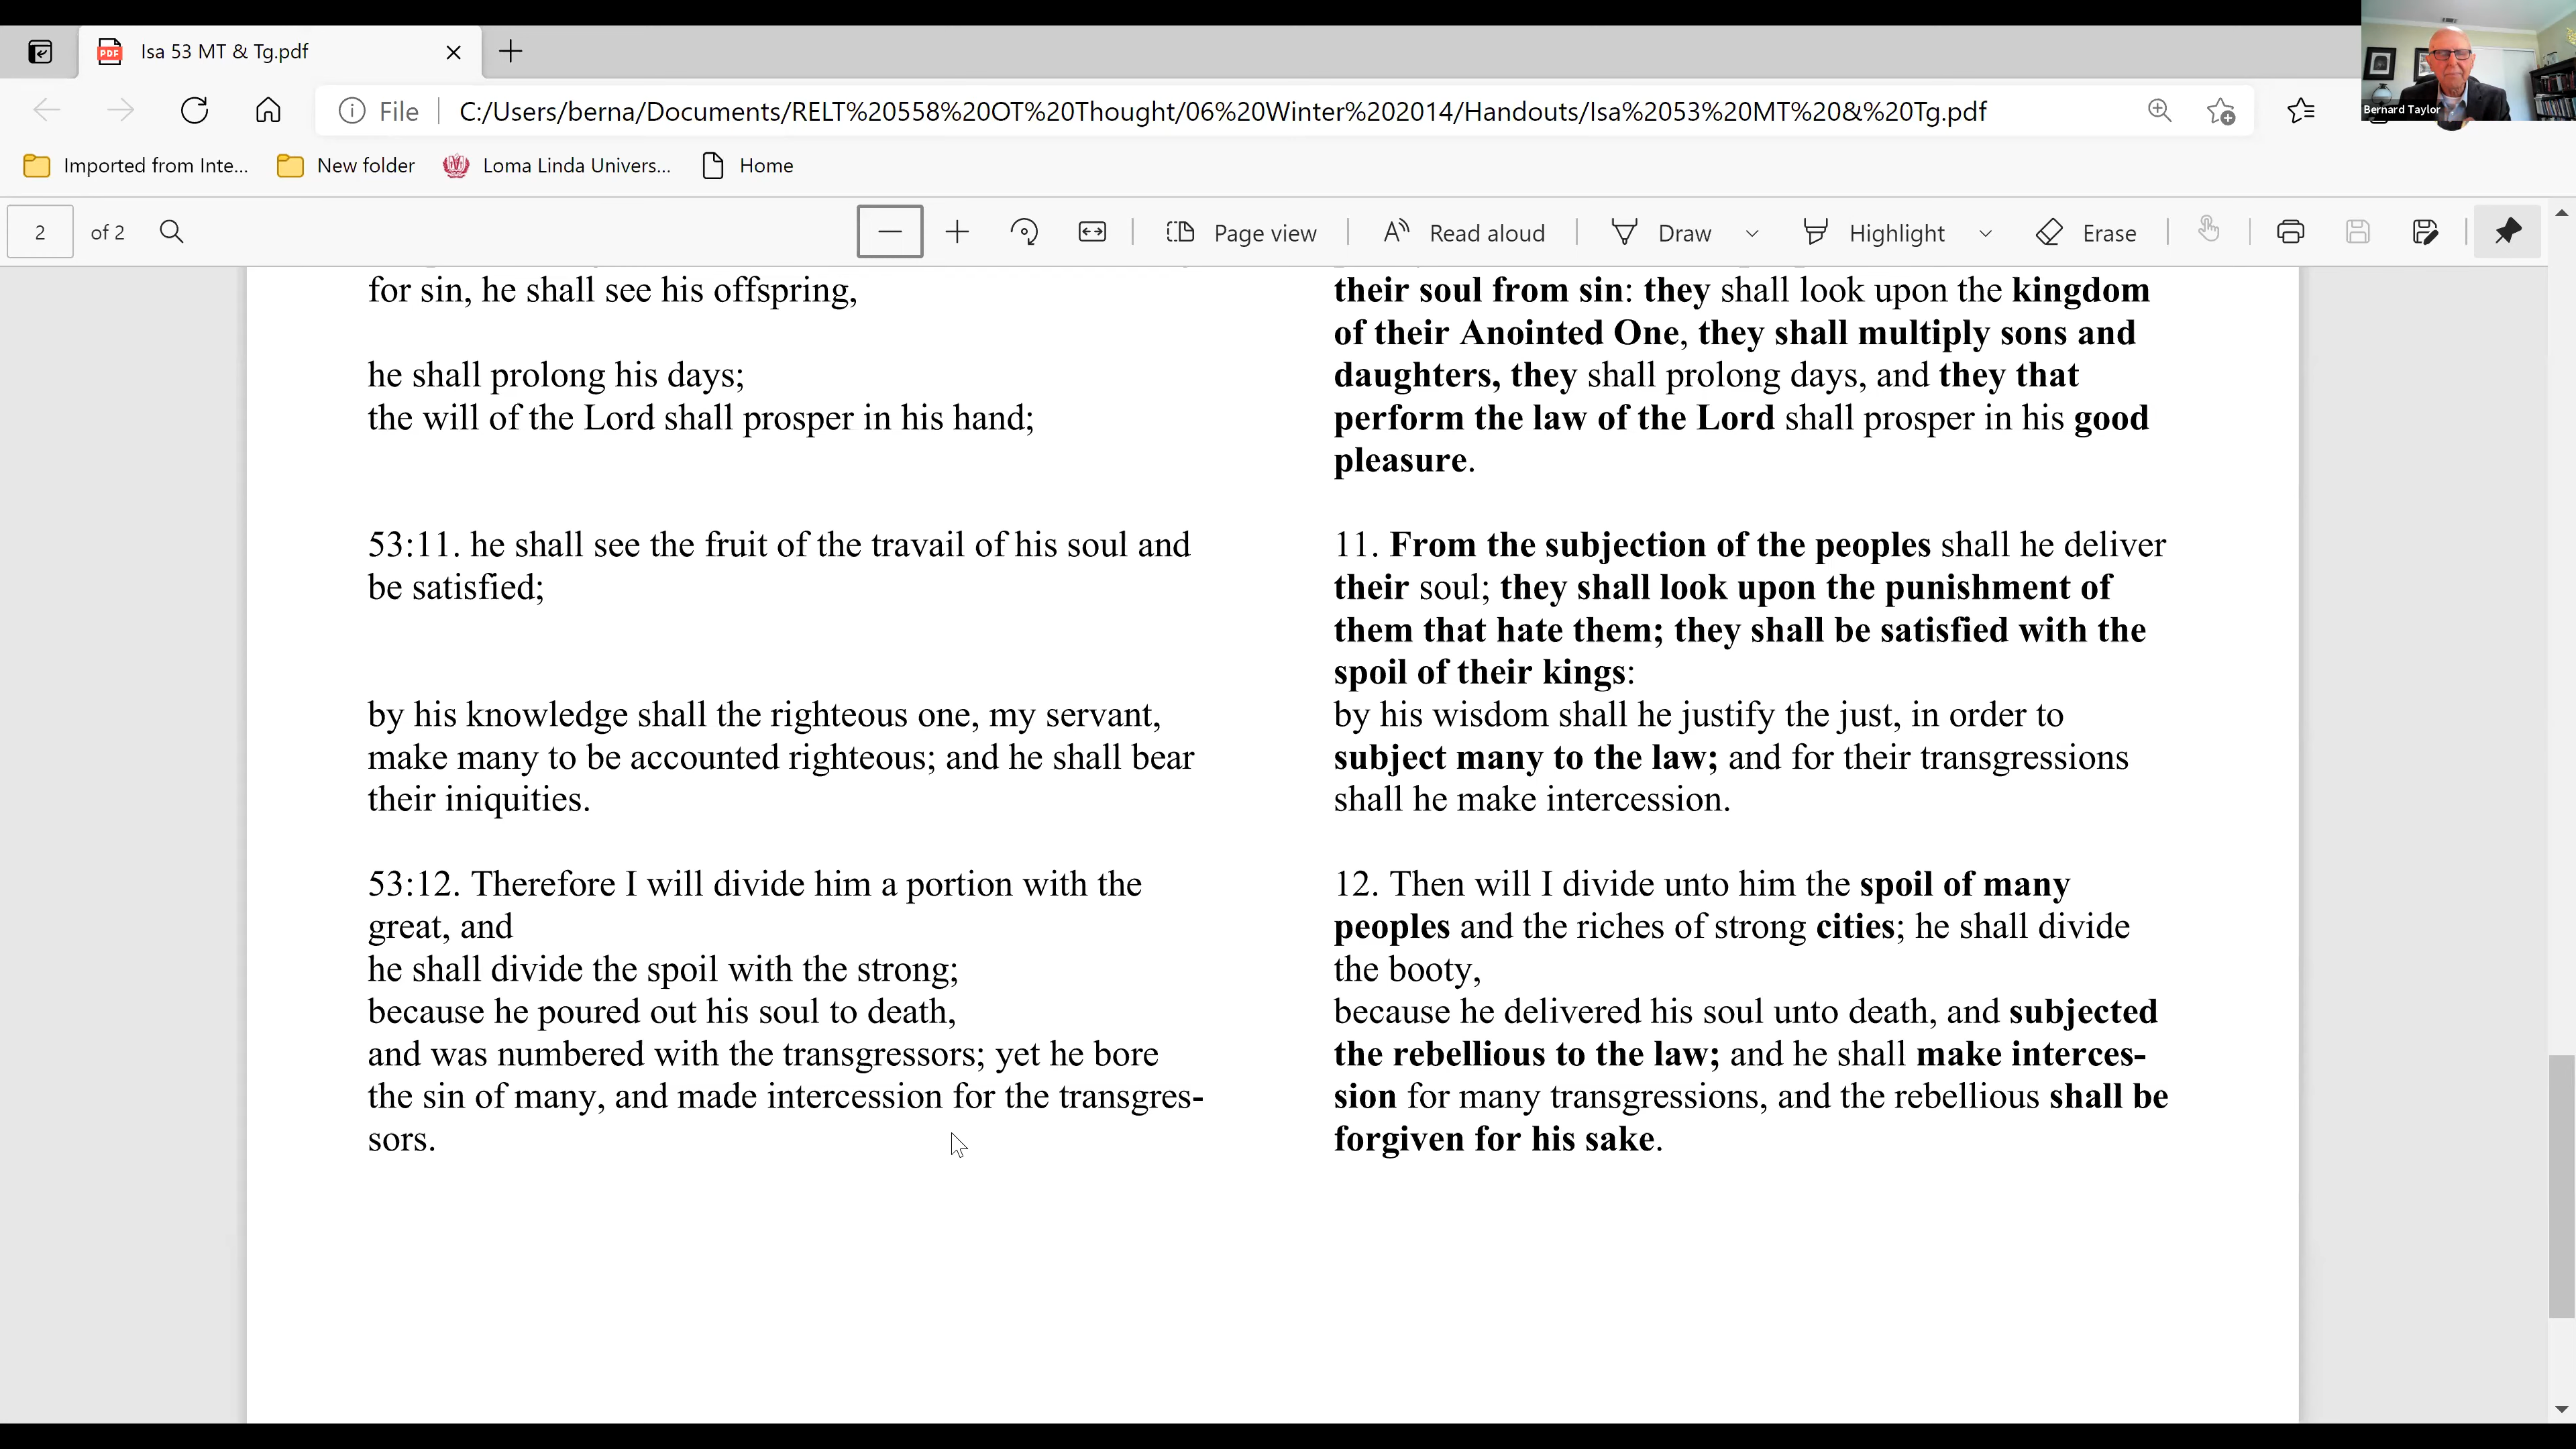 Isa 53 MT & Tg.pdf
File C:/Users/berna/Documents/RELT%20558%20OT%20Thought/06%20Winter%202014/Handouts/Isa%2053%20MT%20&%20Tg.pdf
Bernard Taylor
Imported from Inte... New folder Loma Linda Univers... Home
2 of 2 Page view Read aloud Draw Highlight Erase
for sin, he shall see his offspring,
he shall prolong his days;
the will of the Lord shall prosper in his hand;
53:11. he shall see the fruit of the travail of his soul and
be satisfied;
by his knowledge shall the righteous one, my servant,
make many to be accounted righteous; and he shall bear
their iniquities.
53:12. Therefore I will divide him a portion with the
great, and
he shall divide the spoil with the strong;
because he poured out his soul to death,
and was numbered with the transgressors; yet he bore
the sin of many, and made intercession for the transgres-
sors.
their soul from sin: they shall look upon the kingdom
of their Anointed One, they shall multiply sons and
daughters, they shall prolong days, and they that
perform the law of the Lord shall prosper in his good
pleasure.
11. From the subjection of the peoples shall he deliver
their soul; they shall look upon the punishment of
them that hate them; they shall be satisfied with the
spoil of their kings:
by his wisdom shall he justify the just, in order to
subject many to the law; and for their transgressions
shall he make intercession.
12. Then will I divide unto him the spoil of many
peoples and the riches of strong cities; he shall divide
the booty,
because he delivered his soul unto death, and subjected
the rebellious to the law; and he shall make interces-
sion for many transgressions, and the rebellious shall be
forgiven for his sake.